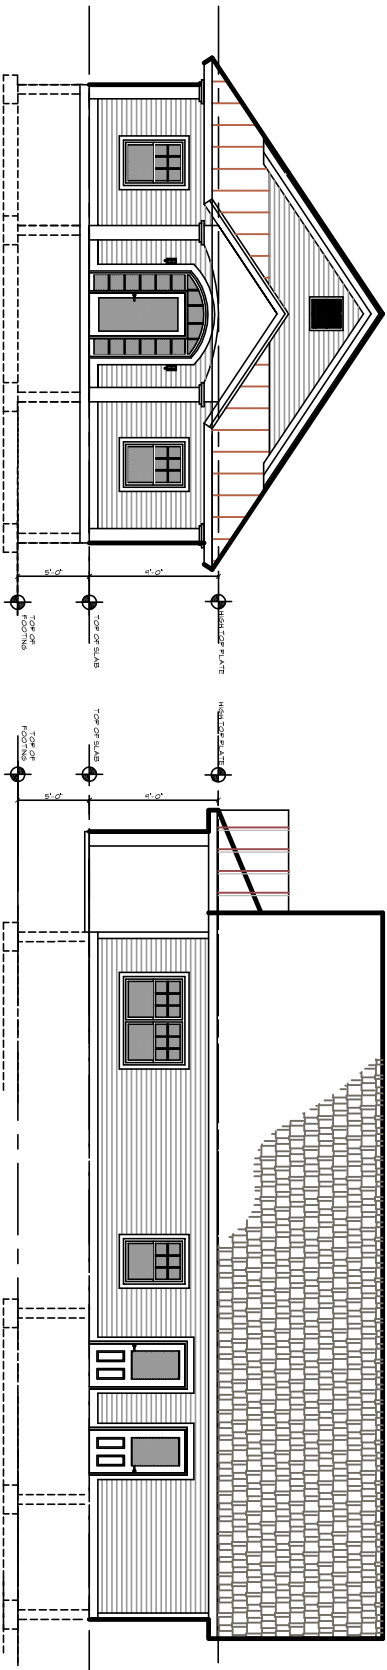 9'-0"
5'-0"
HIGH TOP PLATE
TOP OF SLAB
TOP OF
FOOTING
HIGH TOP PLATE
TOP OF SLAB
TOP OF
FOOTING
9'-0"
5'-0"